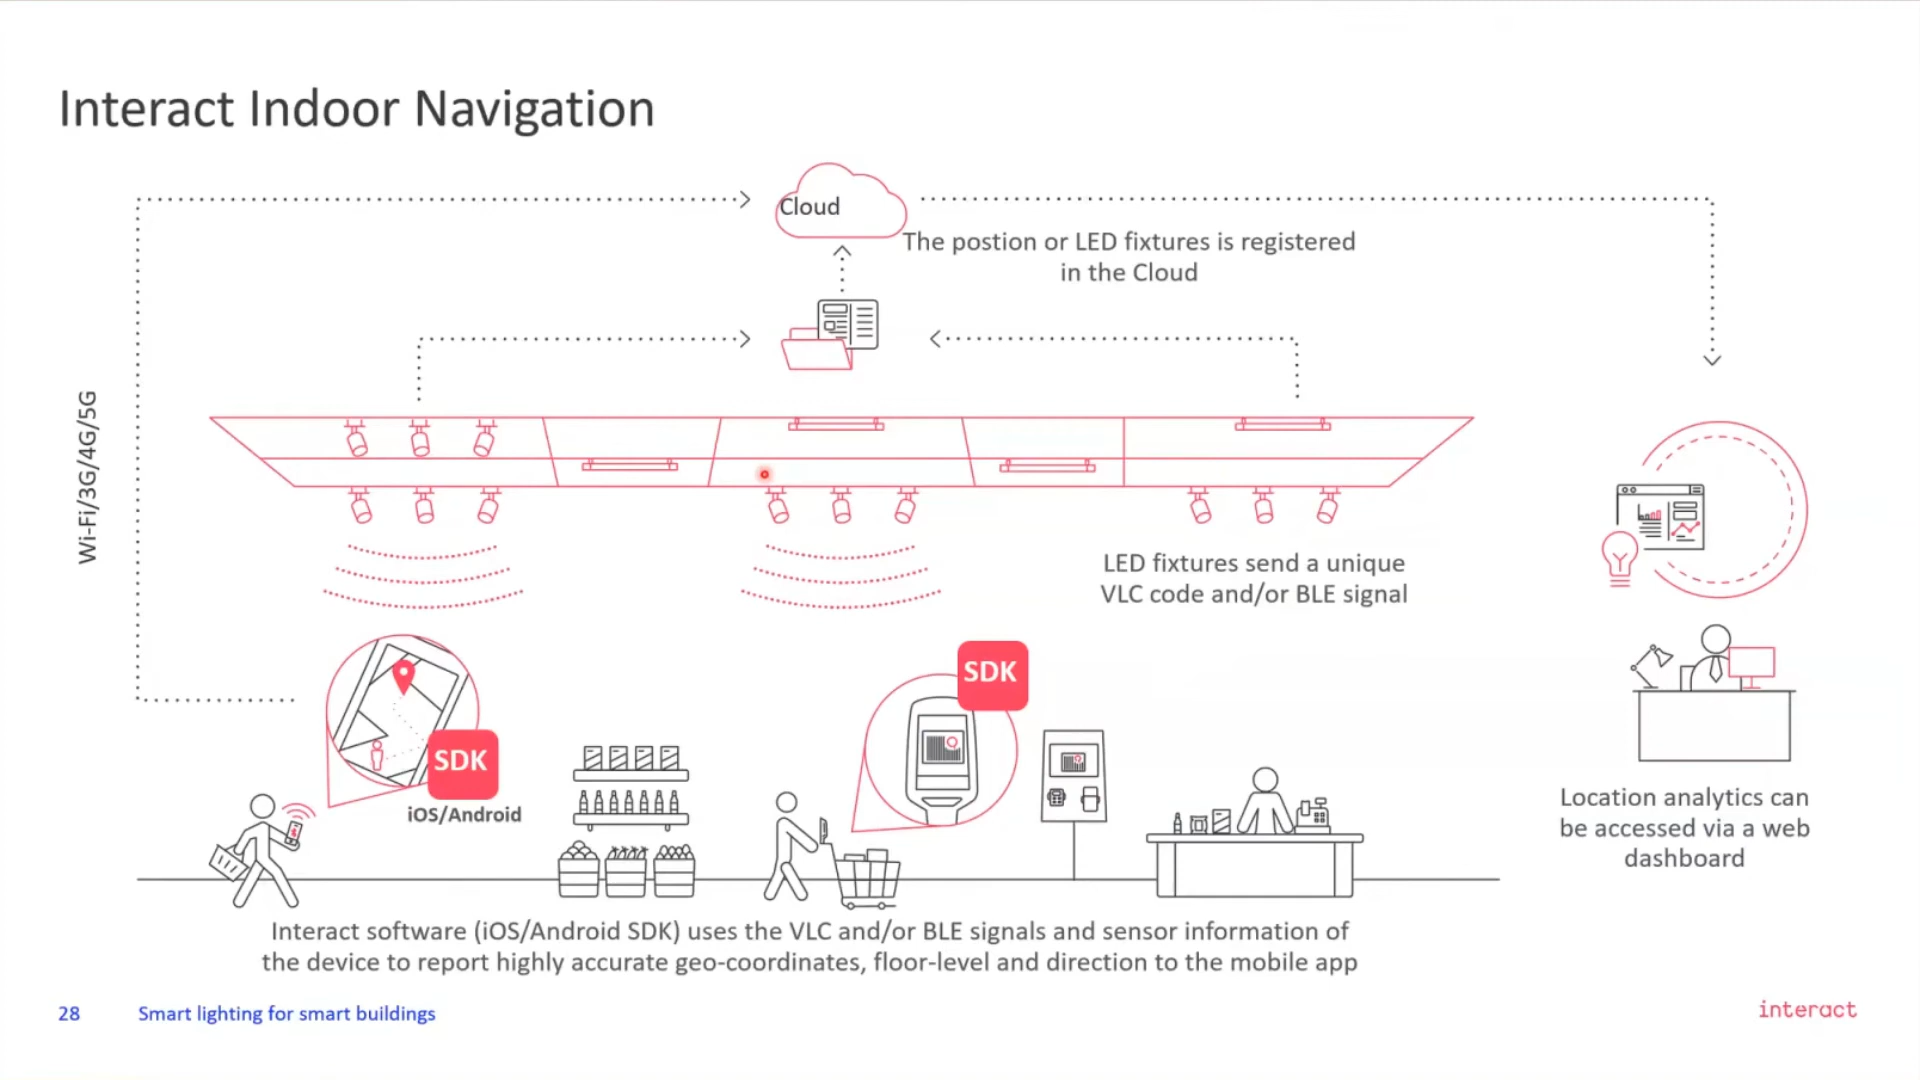 Interact Indoor Navigation
Cloud
The postion or LED fixtures is registered
in the Cloud
Wi-Fi/3G/4G/5G
LED fixtures send a unique
VLC code and/or BLE signal
SDK
SDK
iOS/Android
Location analytics can
be accessed via a web
dashboard
Interact software (iOS/Android SDK) uses the VLC and/or BLE signals and sensor information of
the device to report highly accurate geo-coordinates, floor-level and direction to the mobile app
28
Smart lighting for smart buildings
interact